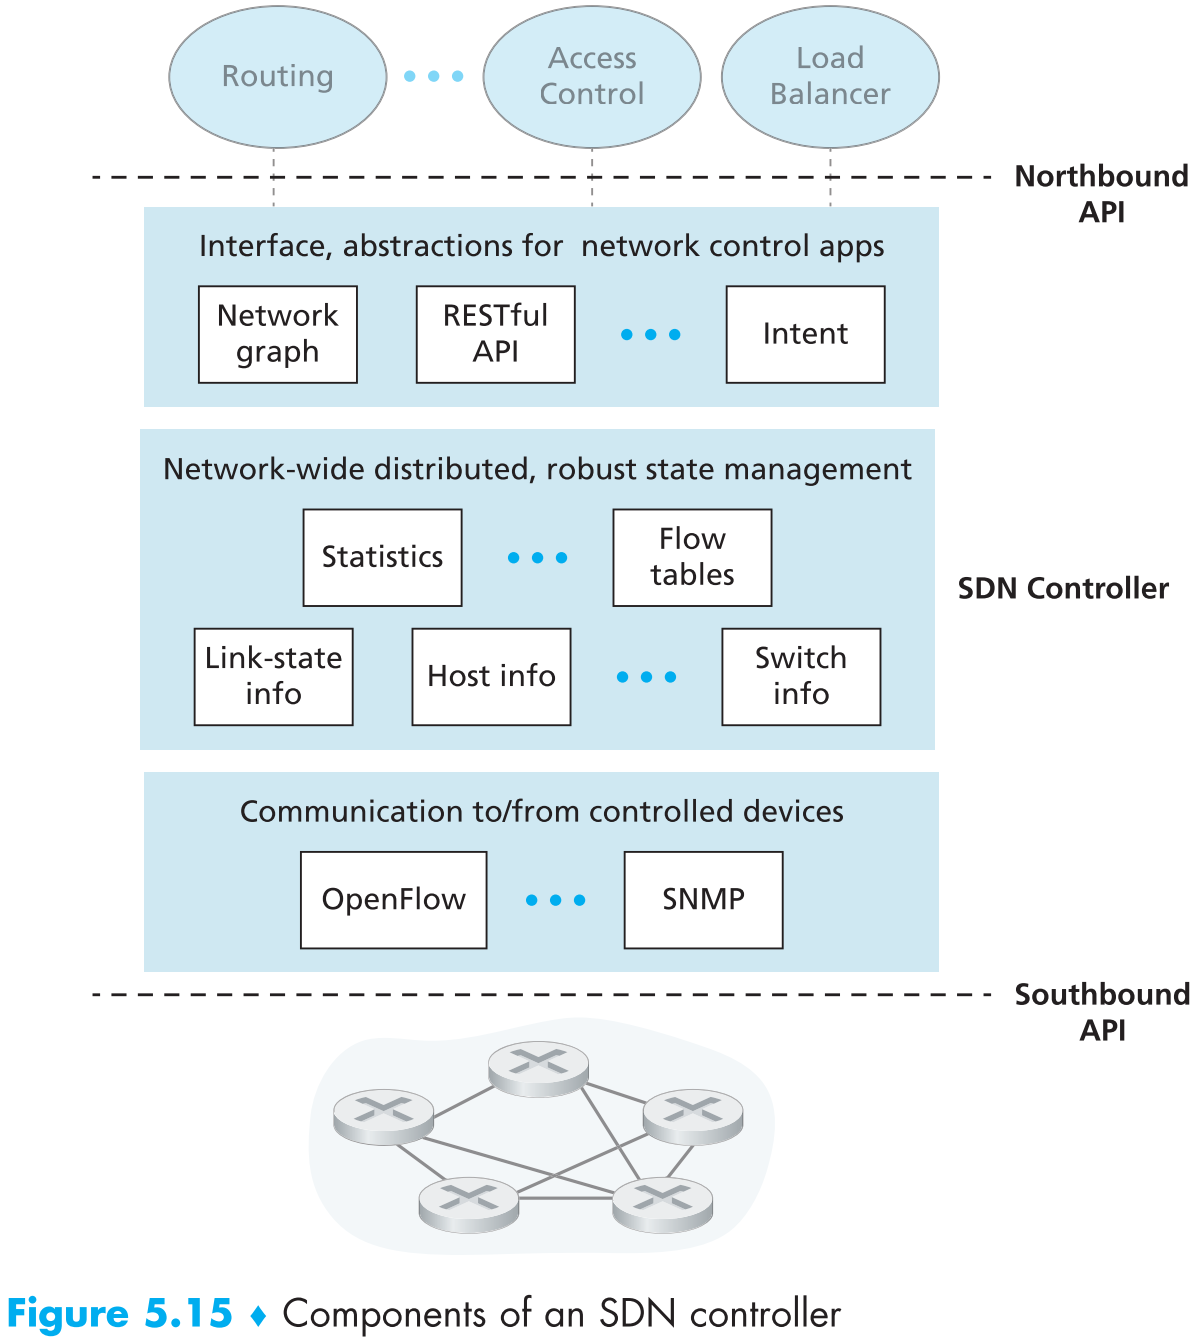 Routing
Access
Control
Load
Balancer
Northbound
API
Interface, abstractions for network control apps
Network
graph
RESTful
API
Intent
Network-wide distributed, robust state management
Statistics
Flow
tables
SDN Controller
Link-state
info
Host info
Switch
info
Communication to/from controlled devices
OpenFlow
SNMP
Southbound
API
Figure 5.15 ♦ Components of an SDN controller